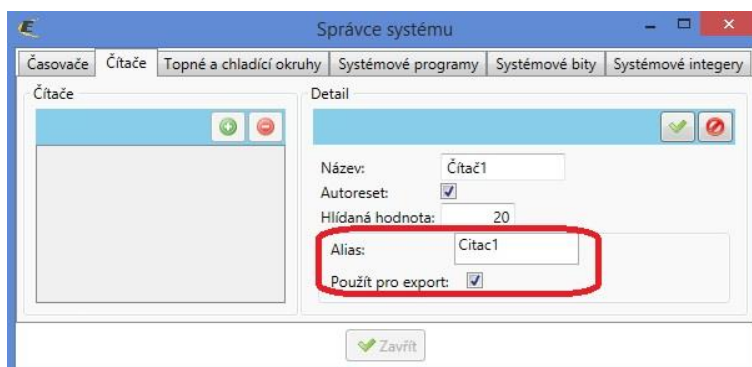 Správce systému
Časovače Čítače Topné a chladící okruhy Systémové programy Systémové bity Systémové integery
Čítače
Detail
Název: Čítač1
Autoreset:
Hlídaná hodnota: 20
Alias: Citac1
Použít pro export:
Zavřít